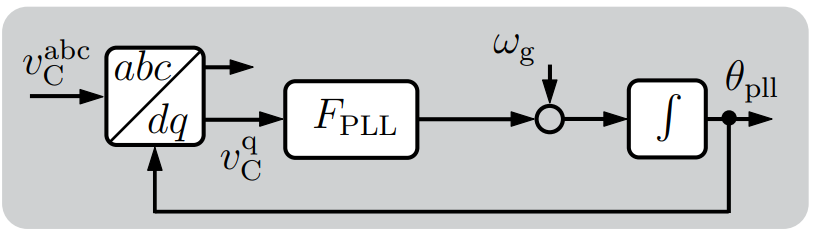 v_C^abc
abc
dq
v_C^q
F_PLL
ω_g
∫
θ_pll